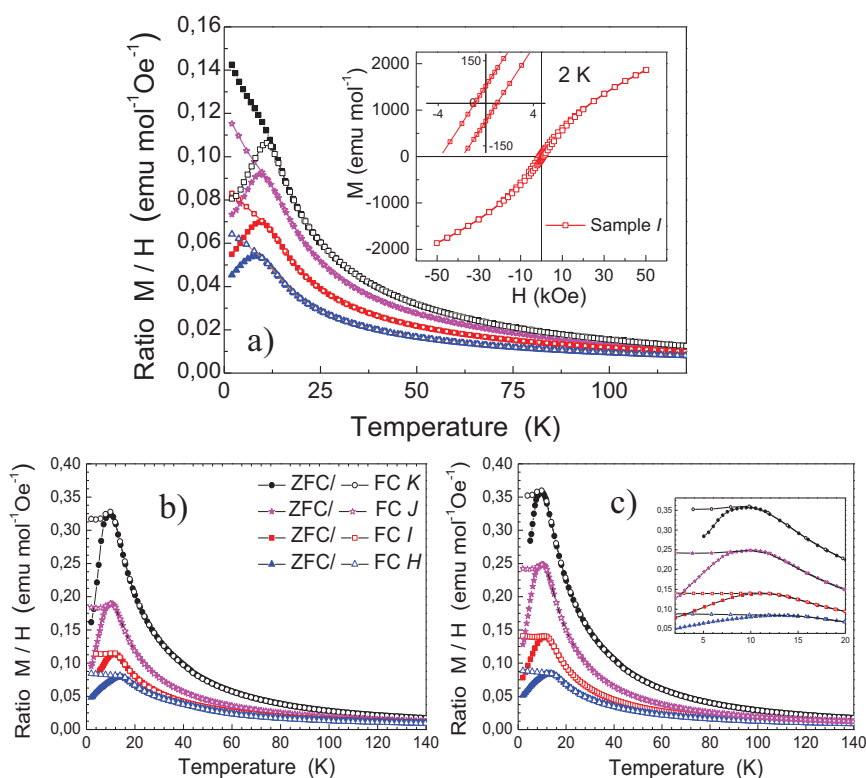 0,16
0,14
0,12
0,10
0,08
0,06
0,04
0,02
0,00
Ratio M / H (emu mol⁻¹Oe⁻¹)
a)
0 25 50 75 100
Temperature (K)
2000
1000
0
-1000
-2000
M (emu mol⁻¹)
2 K
150
0
-4 4
-150
Sample I
-50 -30 -10 10 30 50
H (kOe)
0,40
0,35
0,30
0,25
0,20
0,15
0,10
0,05
0,00
Ratio M / H (emu mol⁻¹Oe⁻¹)
b)
ZFC/ FC K
ZFC/ FC J
ZFC/ FC I
ZFC/ FC H
0 20 40 60 80 100 120 140
Temperature (K)
0,40
0,35
0,30
0,25
0,20
0,15
0,10
0,05
0,00
Ratio M / H (emu mol⁻¹Oe⁻¹)
c)
0,35
0,30
0,25
0,20
0,15
0,10
0,05
5 10 15 20
0 20 40 60 80 100 120 140
Temperature (K)